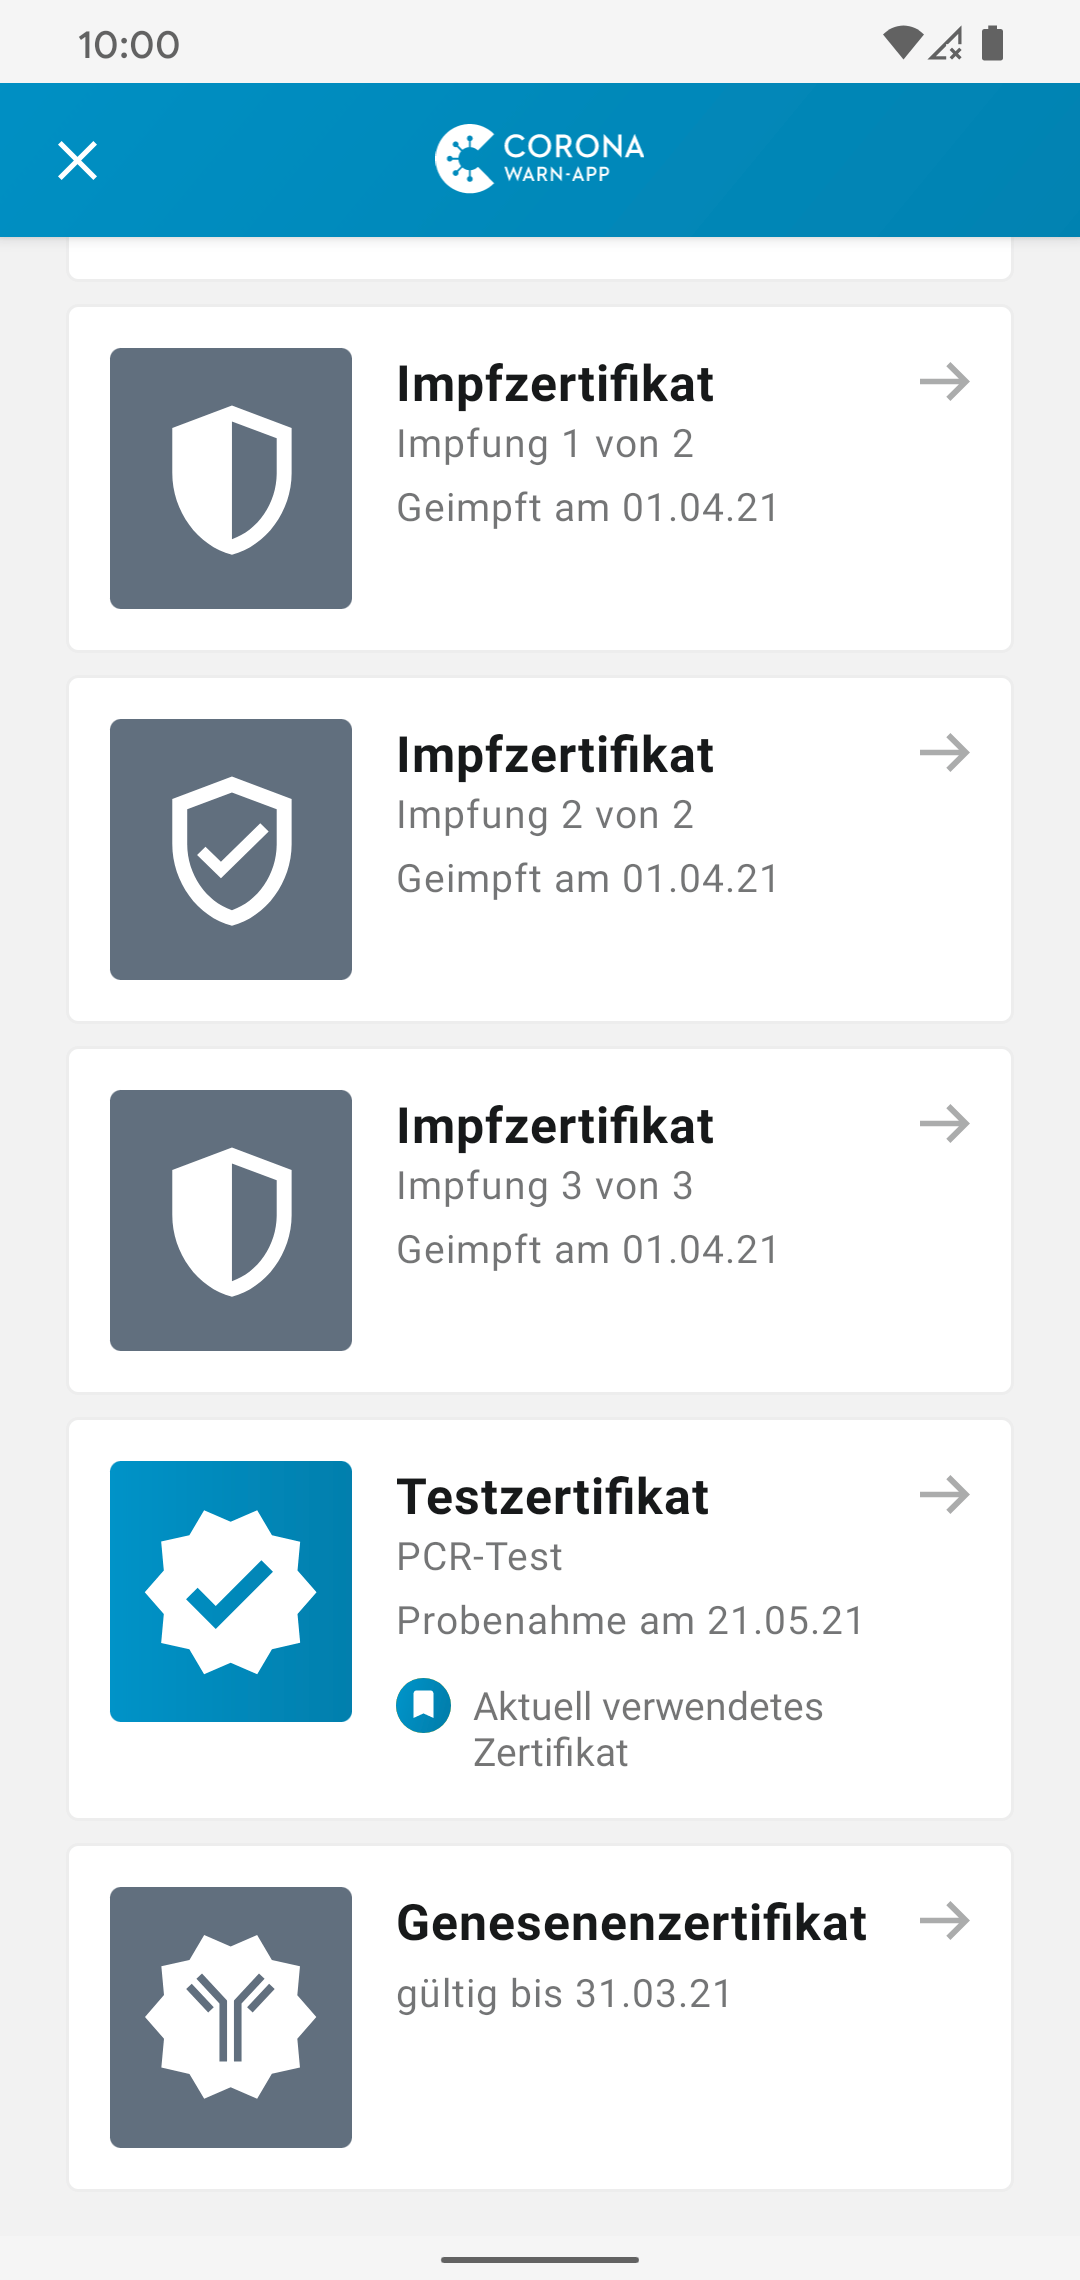 10:00
CORONA
WARN-APP
Impfzertifikat
Impfung 1 von 2
Geimpft am 01.04.21
Impfzertifikat
Impfung 2 von 2
Geimpft am 01.04.21
Impfzertifikat
Impfung 3 von 3
Geimpft am 01.04.21
Testzertifikat
PCR-Test
Probenahme am 21.05.21
Aktuell verwendetes
Zertifikat
Genesenenzertifikat
gültig bis 31.03.21